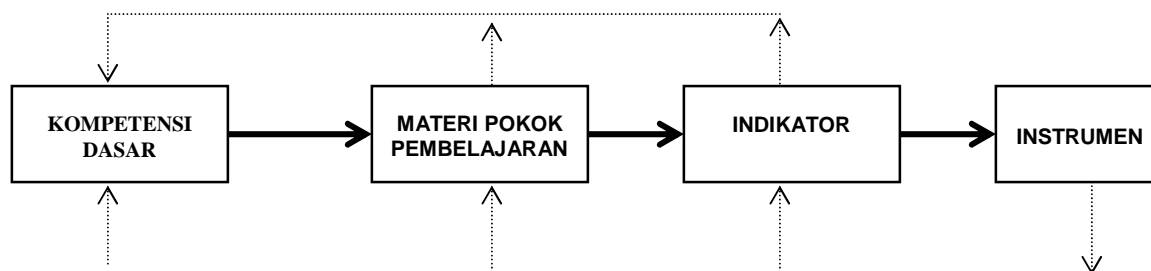 KOMPETENSI
DASAR
MATERI POKOK
PEMBELAJARAN
INDIKATOR
INSTRUMEN